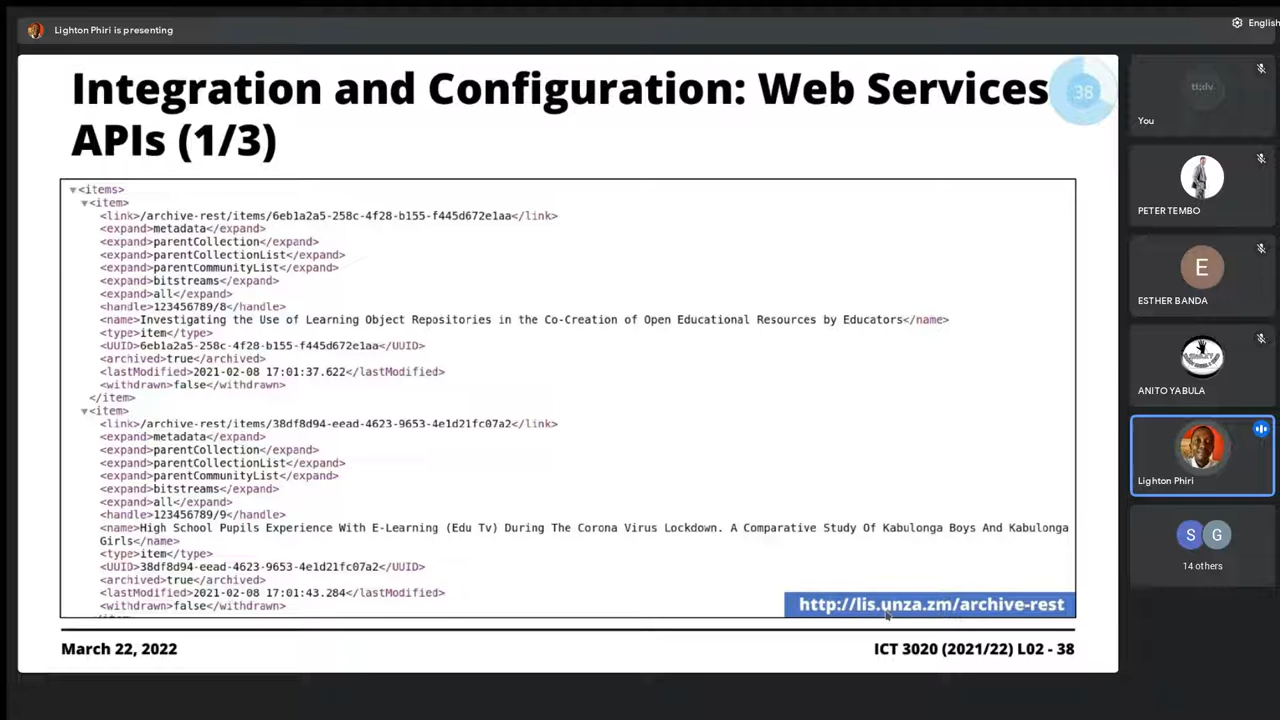 Lighton Phiri is presenting
English
Integration and Configuration: Web Services
APIs (1/3)
38
▼<items>
▼<item>
<link>/archive-rest/items/6eb1a2a5-258c-4f28-b155-f445d672e1aa</link>
<expand>metadata</expand>
<expand>parentCollection</expand>
<expand>parentCollectionList</expand>
<expand>parentCommunityList</expand>
<expand>bitstreams</expand>
<expand>all</expand>
<handle>123456789/8</handle>
<name>Investigating the Use of Learning Object Repositories in the Co-Creation of Open Educational Resources by Educators</name>
<type>item</type>
<UUID>6eb1a2a5-258c-4f28-b155-f445d672e1aa</UUID>
<archived>true</archived>
<lastModified>2021-02-08 17:01:37.622</lastModified>
<withdrawn>false</withdrawn>
</item>
▼<item>
<link>/archive-rest/items/38df8d94-eead-4623-9653-4e1d21fc07a2</link>
<expand>metadata</expand>
<expand>parentCollection</expand>
<expand>parentCollectionList</expand>
<expand>parentCommunityList</expand>
<expand>bitstreams</expand>
<expand>all</expand>
<handle>123456789/9</handle>
<name>High School Pupils Experience With E-Learning (Edu Tv) During The Corona Virus Lockdown. A Comparative Study Of Kabulonga Boys And Kabulonga
Girls</name>
<type>item</type>
<UUID>38df8d94-eead-4623-9653-4e1d21fc07a2</UUID>
<archived>true</archived>
<lastModified>2021-02-08 17:01:43.284</lastModified>
<withdrawn>false</withdrawn>
http://lis.unza.zm/archive-rest
March 22, 2022
ICT 3020 (2021/22) L02 - 38
tl;dv
You
PETER TEMBO
E
ESTHER BANDA
ANITO YABULA
Lighton Phiri
S G
14 others